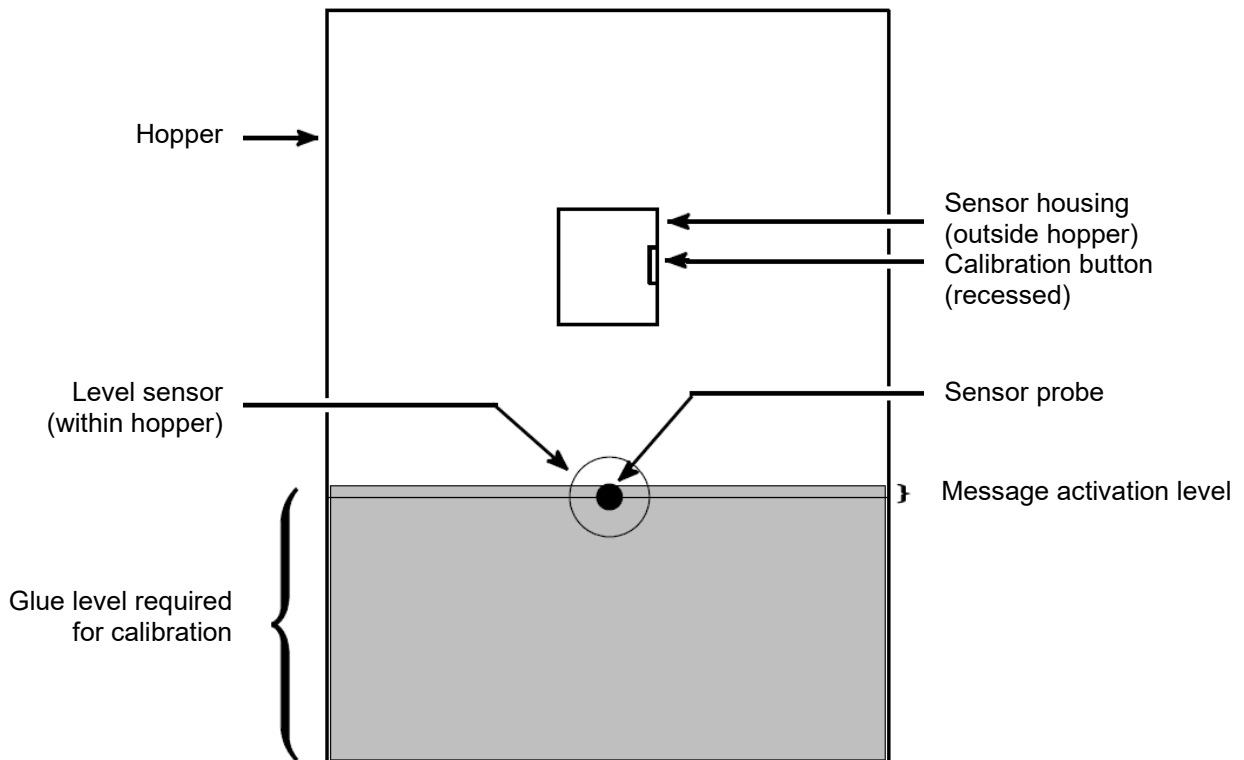 Hopper
Sensor housing
(outside hopper)
Calibration button
(recessed)
Level sensor
(within hopper)
Sensor probe
Message activation level
Glue level required
for calibration